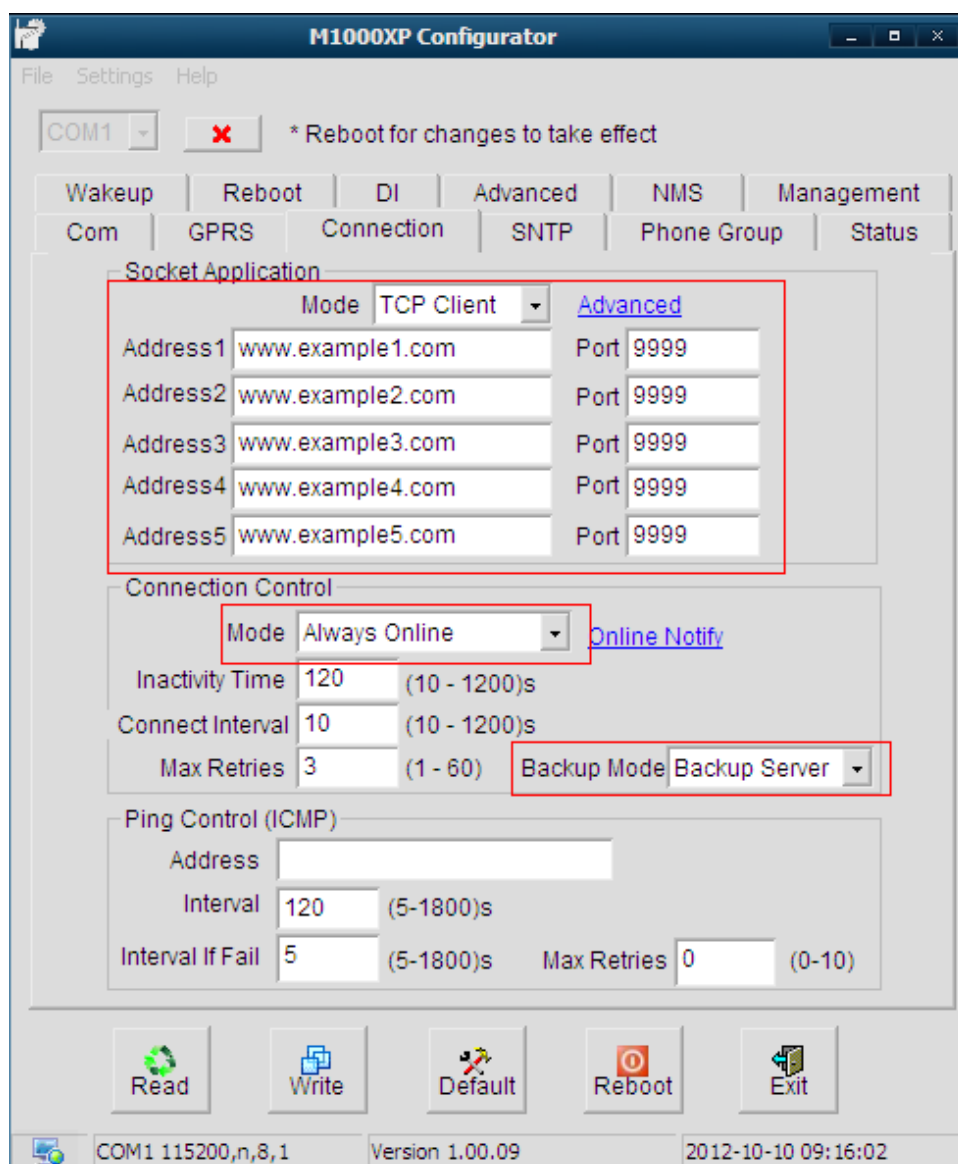 M1000XP Configurator
File Settings Help
COM1 * Reboot for changes to take effect
Wakeup Reboot DI Advanced NMS Management
Com GPRS Connection SNTP Phone Group Status
Socket Application
Mode TCP Client Advanced
Address1 www.example1.com Port 9999
Address2 www.example2.com Port 9999
Address3 www.example3.com Port 9999
Address4 www.example4.com Port 9999
Address5 www.example5.com Port 9999
Connection Control
Mode Always Online Online Notify
Inactivity Time 120 (10 - 1200)s
Connect Interval 10 (10 - 1200)s
Max Retries 3 (1 - 60) Backup Mode Backup Server
Ping Control (ICMP)
Address
Interval 120 (5-1800)s
Interval If Fail 5 (5-1800)s Max Retries 0 (0-10)
Read Write Default Reboot Exit
COM1 115200,n,8,1 Version 1.00.09 2012-10-10 09:16:02